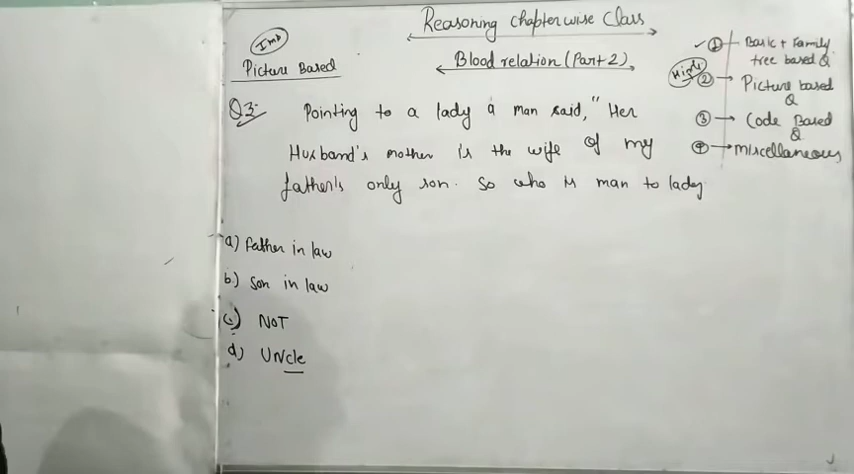 Reasoning chapterwise Class
Imp
Picture Based
Blood relation (Part 2)
① Basic + Family
tree based Q
High
② → Picture based
Q
③ → Code Based
Q
④ → miscellaneous
Q3:- Pointing to a lady a man said, "Her
Husband's mother is the wife of my
father's only son. So who is man to lady
a) Father in law
b) Son in law
c) NOT
d) UNcle